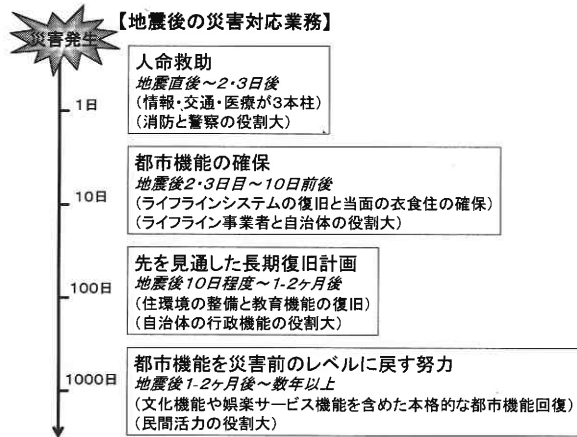 【地震後の災害対応業務】
災害発生
人命救助
地震直後～2・3日後
(情報・交通・医療が3本柱)
(消防と警察の役割大)
1日
都市機能の確保
地震後2・3日目～10日前後
(ライフラインシステムの復旧と当面の衣食住の確保)
(ライフライン事業者と自治体の役割大)
10日
先を見通した長期復旧計画
地震後10日程度～1-2ヶ月後
(住環境の整備と教育機能の復旧)
(自治体の行政機能の役割大)
100日
都市機能を災害前のレベルに戻す努力
地震後1-2ヶ月後～数年以上
(文化機能や娯楽サービス機能を含めた本格的な都市機能回復)
(民間活力の役割大)
1000日